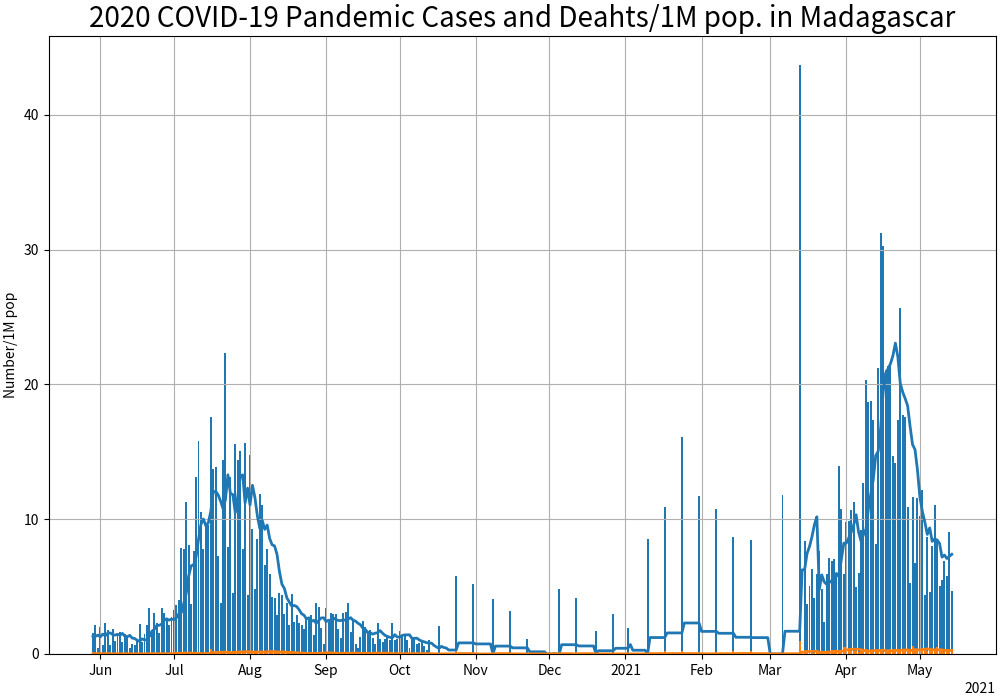 2020 COVID-19 Pandemic Cases and Deahts/1M pop. in Madagascar
Number/1M pop
40
30
20
10
0
Jun Jul Aug Sep Oct Nov Dec 2021 Feb Mar Apr May
2021